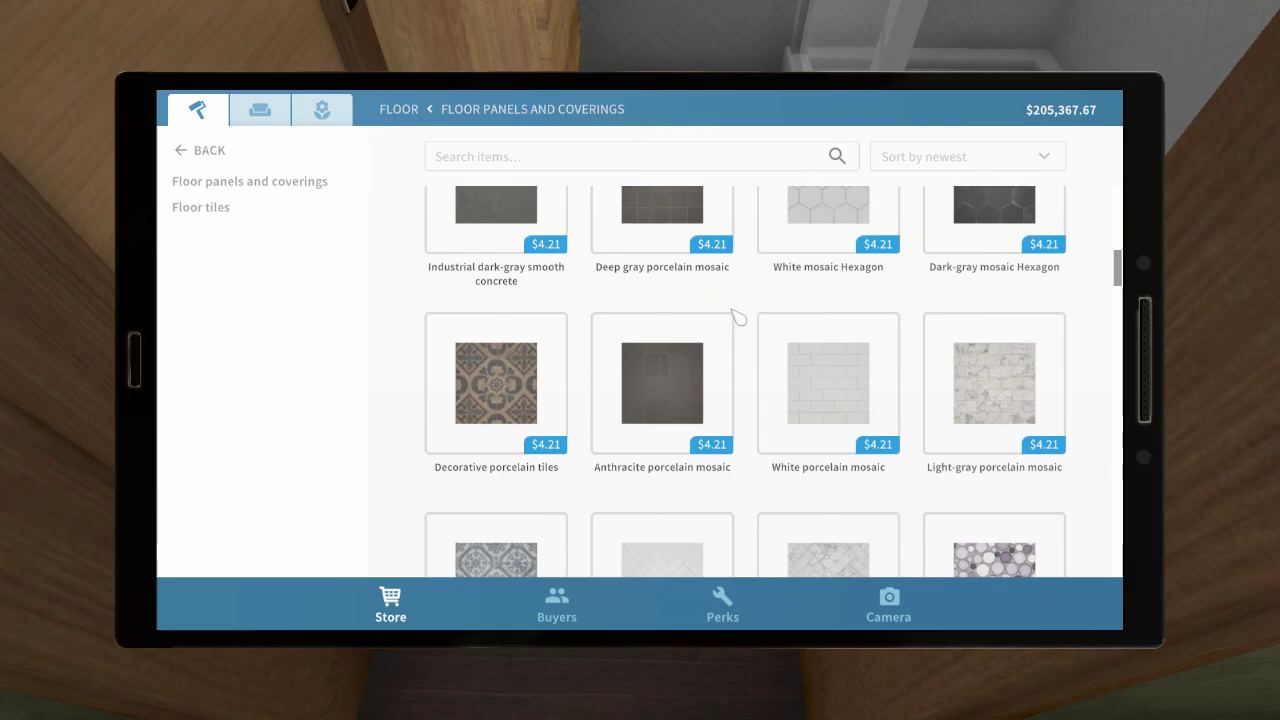 FLOOR < FLOOR PANELS AND COVERINGS
$205,367.67
← BACK
Floor panels and coverings
Floor tiles
Search items...
Sort by newest
$4.21
$4.21
$4.21
$4.21
Industrial dark-gray smooth
concrete
Deep gray porcelain mosaic
White mosaic Hexagon
Dark-gray mosaic Hexagon
$4.21
$4.21
$4.21
$4.21
Decorative porcelain tiles
Anthracite porcelain mosaic
White porcelain mosaic
Light-gray porcelain mosaic
Store
Buyers
Perks
Camera